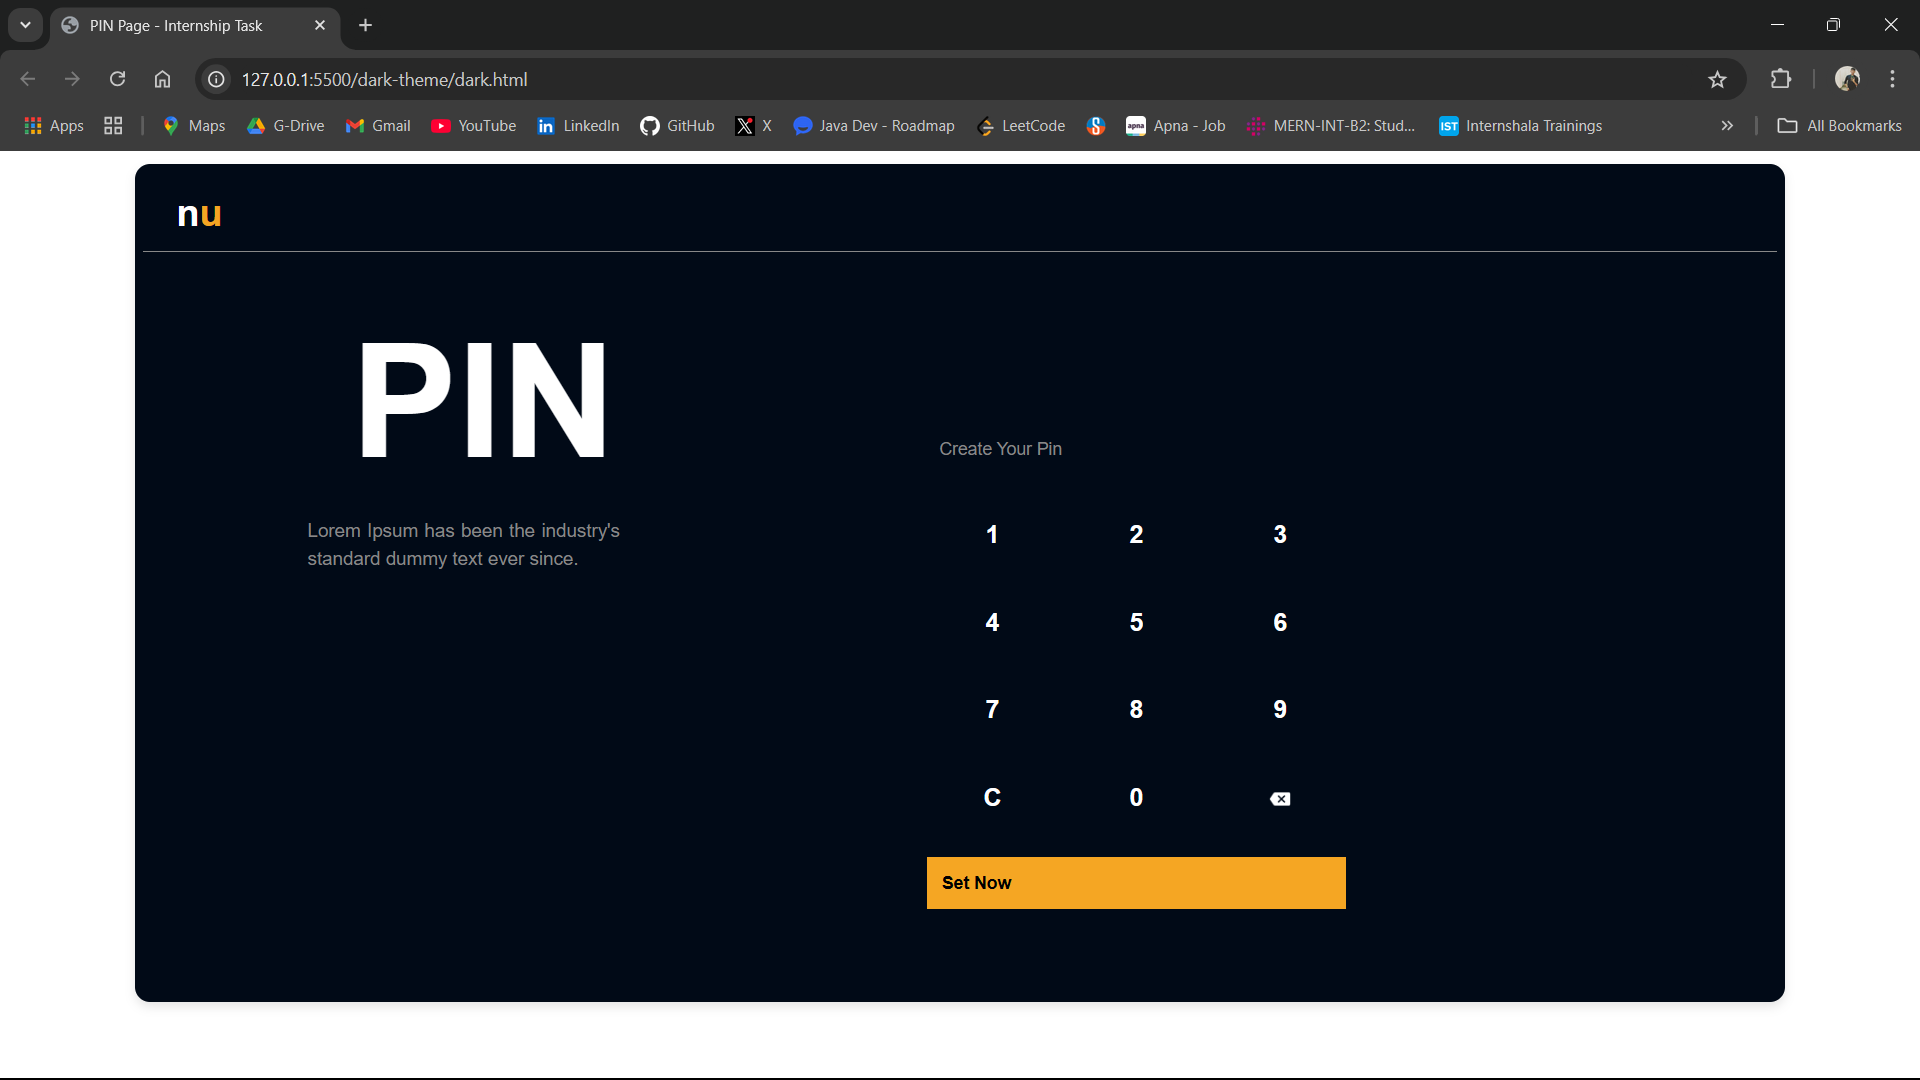 PIN Page - Internship Task
127.0.0.1:5500/dark-theme/dark.html
Apps Maps G-Drive Gmail YouTube LinkedIn GitHub X Java Dev - Roadmap LeetCode apna Apna - Job MERN-INT-B2: Stud... IST Internshala Trainings All Bookmarks
nu
PIN
Lorem Ipsum has been the industry's
standard dummy text ever since.
Create Your Pin
1 2 3
4 5 6
7 8 9
C 0
Set Now